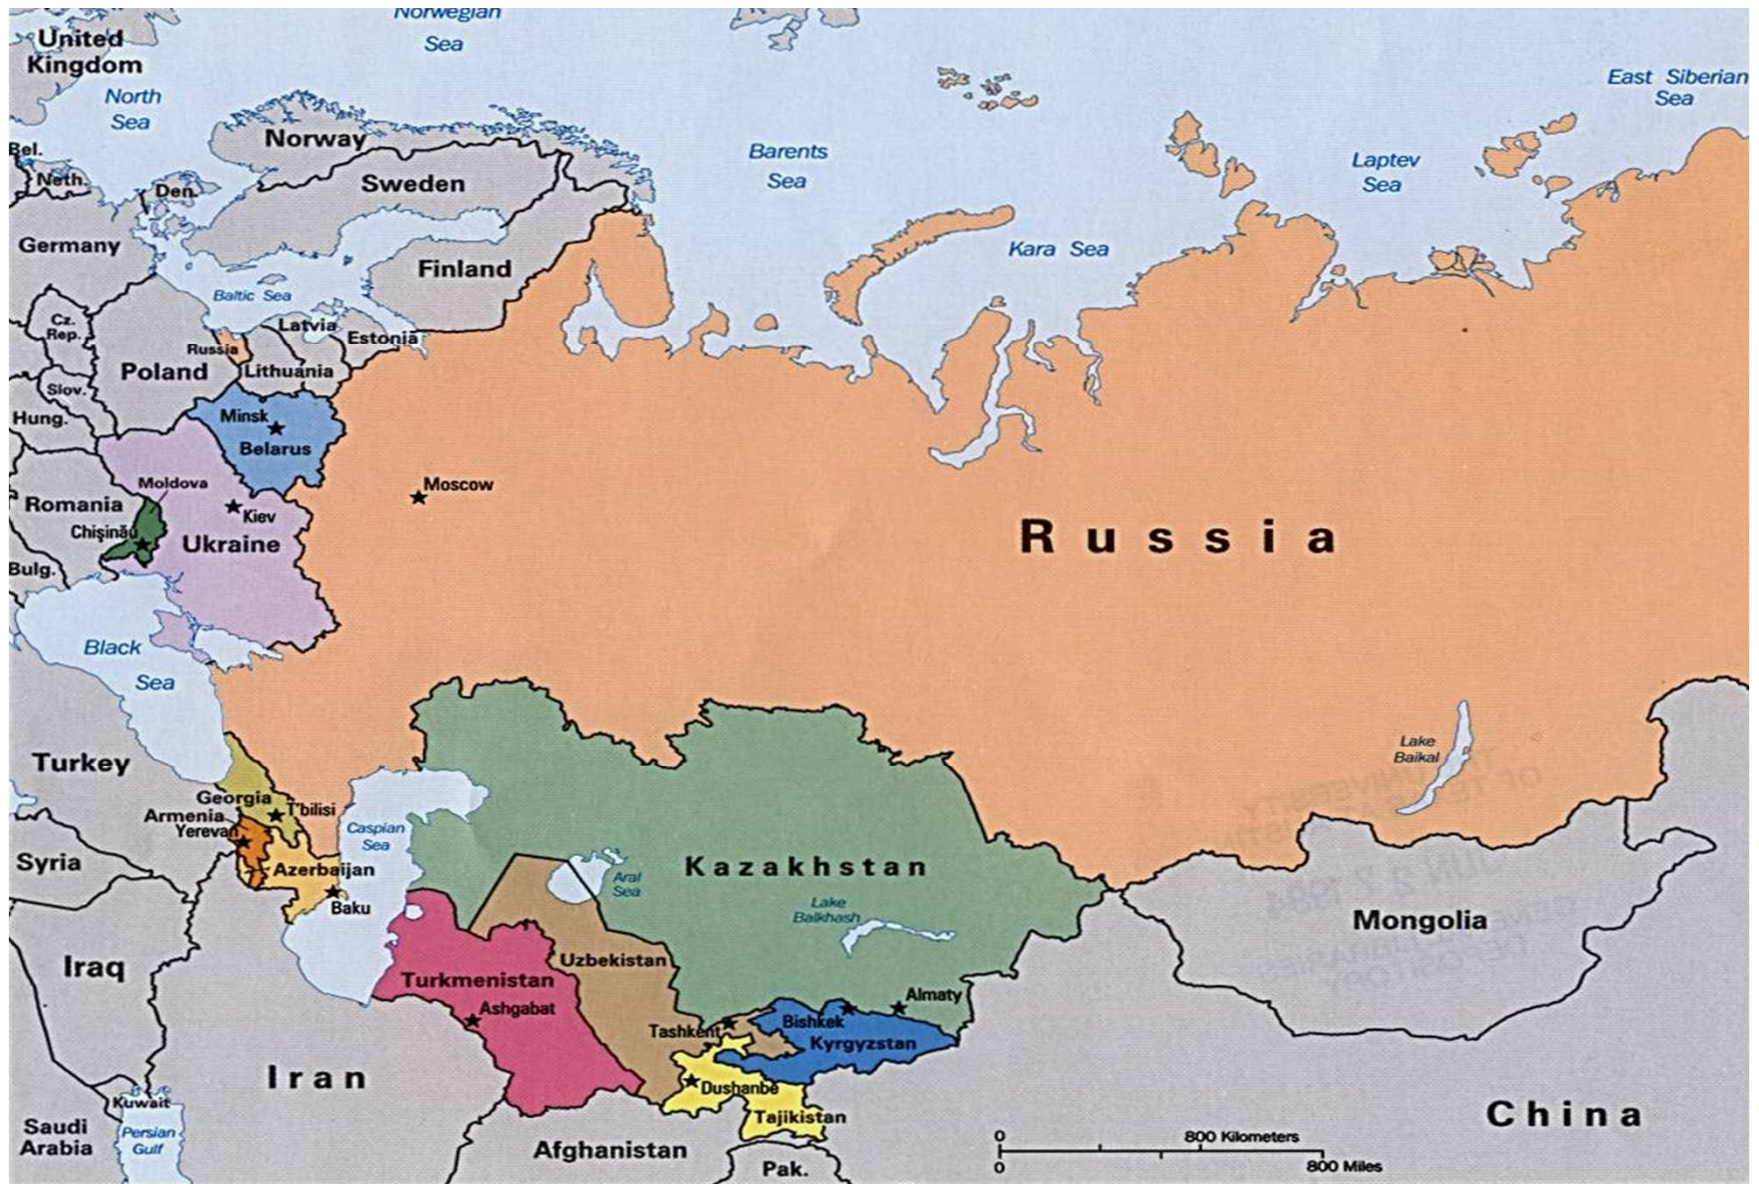 Norwegian
Sea
United
Kingdom
North
Sea
East Siberian
Sea
Barents
Sea
Laptev
Sea
Kara Sea
Norway
Sweden
Finland
Bel.
Neth.
Den.
Germany
Baltic Sea
Latvia
Estonia
Russia
Lithuania
Cz.
Rep.
Poland
Slov.
Hung.
Minsk
Belarus
Moldova
Romania
Chişinău
Kiev
Ukraine
Bulg.
Moscow
Russia
Black
Sea
Turkey
Georgia
T'bilisi
Armenia
Yerevan
Azerbaijan
Baku
Caspian
Sea
Aral
Sea
Kazakhstan
Lake
Balkhash
Lake
Baikal
Syria
Iraq
Mongolia
Uzbekistan
Turkmenistan
Ashgabat
Almaty
Bishkek
Tashkent
Kyrgyzstan
Dushanbe
Tajikistan
Iran
Kuwait
Saudi
Arabia
Persian
Gulf
Afghanistan
Pak.
China
0 800 Kilometers
0 800 Miles